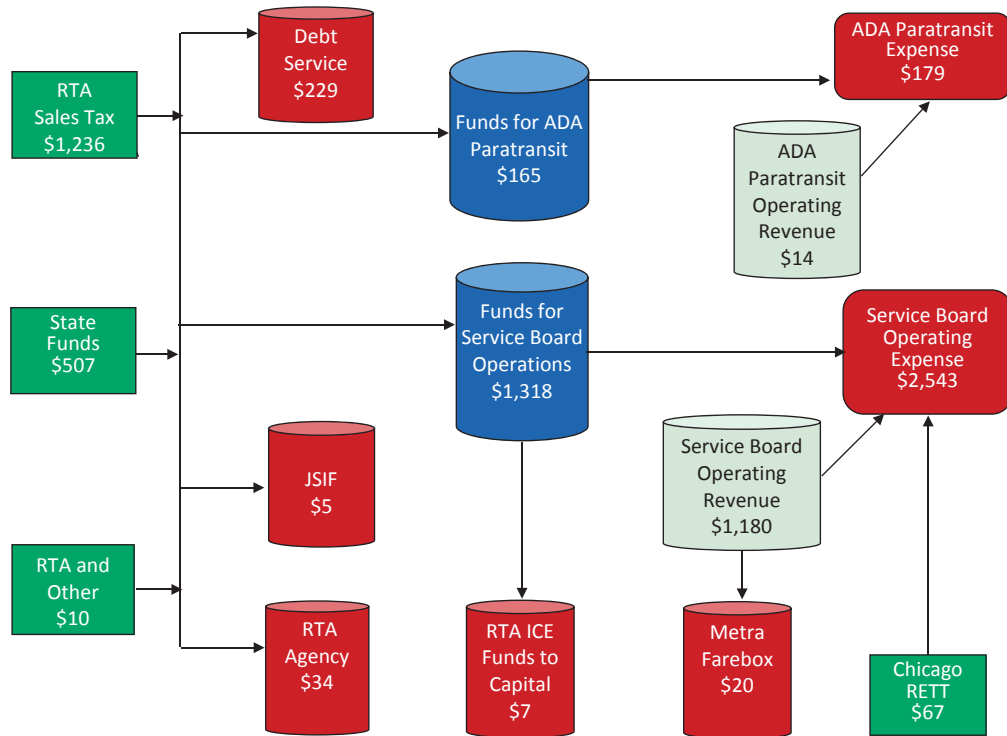 Debt
Service
$229
ADA Paratransit
Expense
$179
RTA
Sales Tax
$1,236
Funds for ADA
Paratransit
$165
ADA
Paratransit
Operating
Revenue
$14
State
Funds
$507
Funds for
Service Board
Operations
$1,318
Service Board
Operating
Expense
$2,543
JSIF
$5
Service Board
Operating
Revenue
$1,180
RTA and
Other
$10
RTA
Agency
$34
RTA ICE
Funds to
Capital
$7
Metra
Farebox
$20
Chicago
RETT
$67